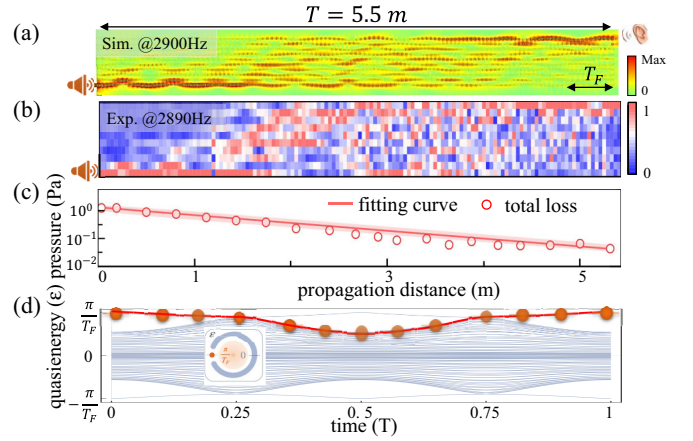 T = 5.5 m
(a)
Sim. @2900Hz
T_F
Max
0
(b)
Exp. @2890Hz
1
0
(c)
pressure (Pa)
10⁰
10⁻¹
10⁻²
fitting curve
total loss
0
1
3
5
propagation distance (m)
(d)
quasienergy (ε)
π/T_F
0
−π/T_F
ε
π/T_F
0
0
0.25
0.5
0.75
1
time (T)